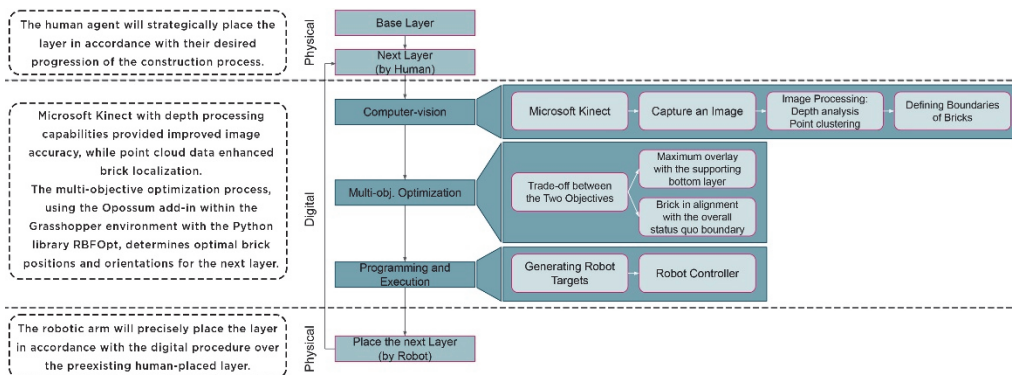 The human agent will strategically place the
layer in accordance with their desired
progression of the construction process.
Physical
Base Layer
Next Layer
(by Human)
Microsoft Kinect with depth processing
capabilities provided improved image
accuracy, while point cloud data enhanced
brick localization.
The multi-objective optimization process,
using the Opossum add-in within the
Grasshopper environment with the Python
library RBFOpt, determines optimal brick
positions and orientations for the next layer.
Digital
Computer-vision
Microsoft Kinect
Capture an Image
Image Processing:
Depth analysis
Point clustering
Defining Boundaries
of Bricks
Multi-obj. Optimization
Trade-off between
the Two Objectives
Maximum overlay
with the supporting
bottom layer
Brick in alignment
with the overall
status quo boundary
Programming and
Execution
Generating Robot
Targets
Robot Controller
The robotic arm will precisely place the layer
in accordance with the digital procedure over
the preexisting human-placed layer.
Physical
Place the next Layer
(by Robot)